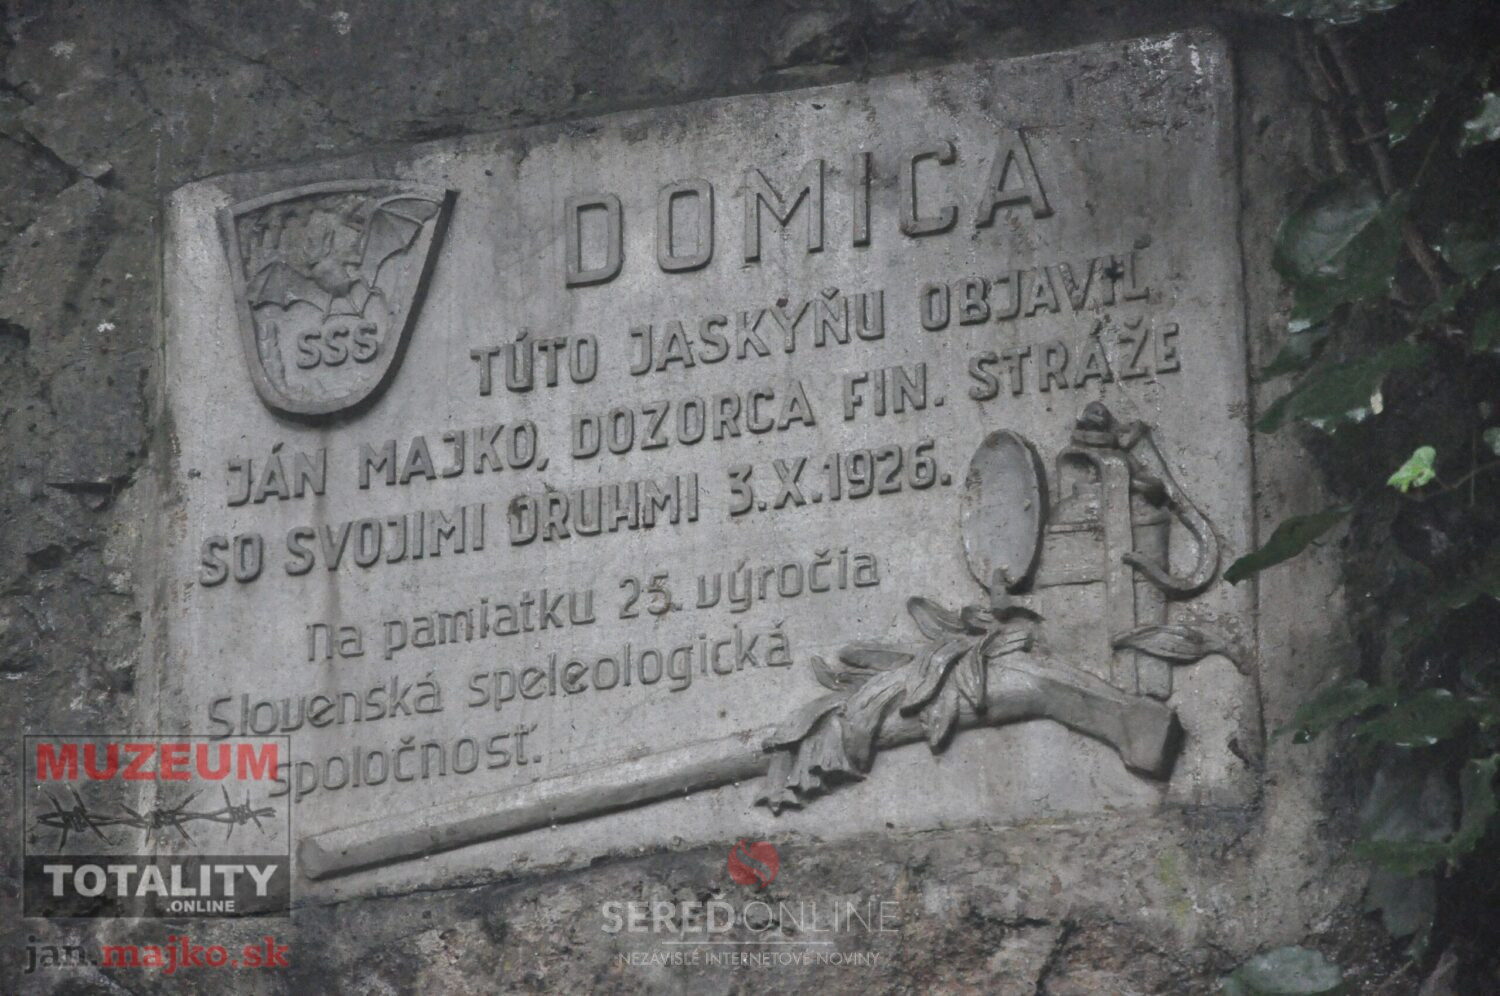 DOMICA
SSS
TÚTO JASKYŇU OBJAVIL
JÁN MAJKO, DOZORCA FIN. STRÁŽE
SO SVOJIMI DRUHMI 3.X.1926.
Na pamiatku 25. výročia
Slovenská speleologická
spoločnosť.
MUZEUM
TOTALITY
.ONLINE
jan.majko.sk
SEREĎONLINE
NEZÁVISLÉ INTERNETOVÉ NOVINY